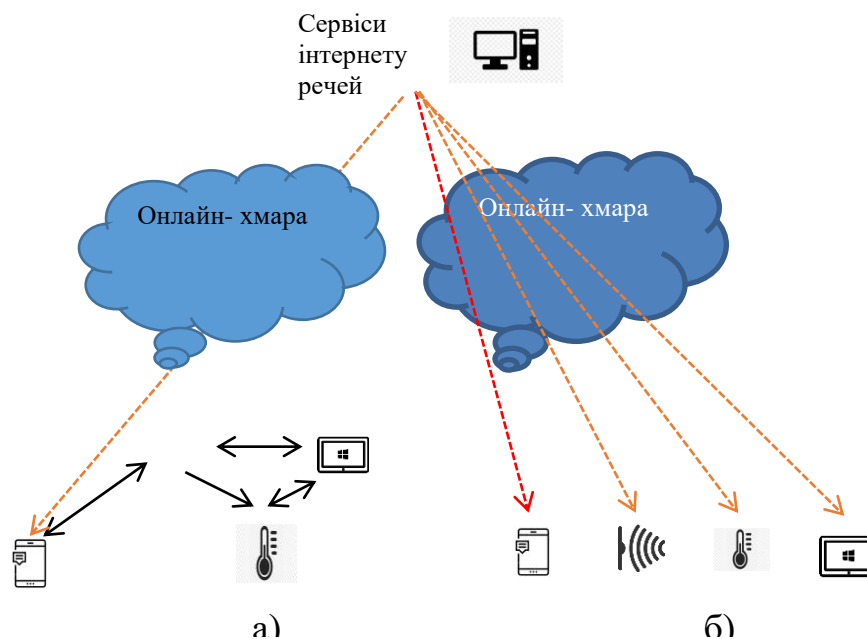 Сервіси
інтернету
речей
Онлайн- хмара
Онлайн- хмара
а)
б)